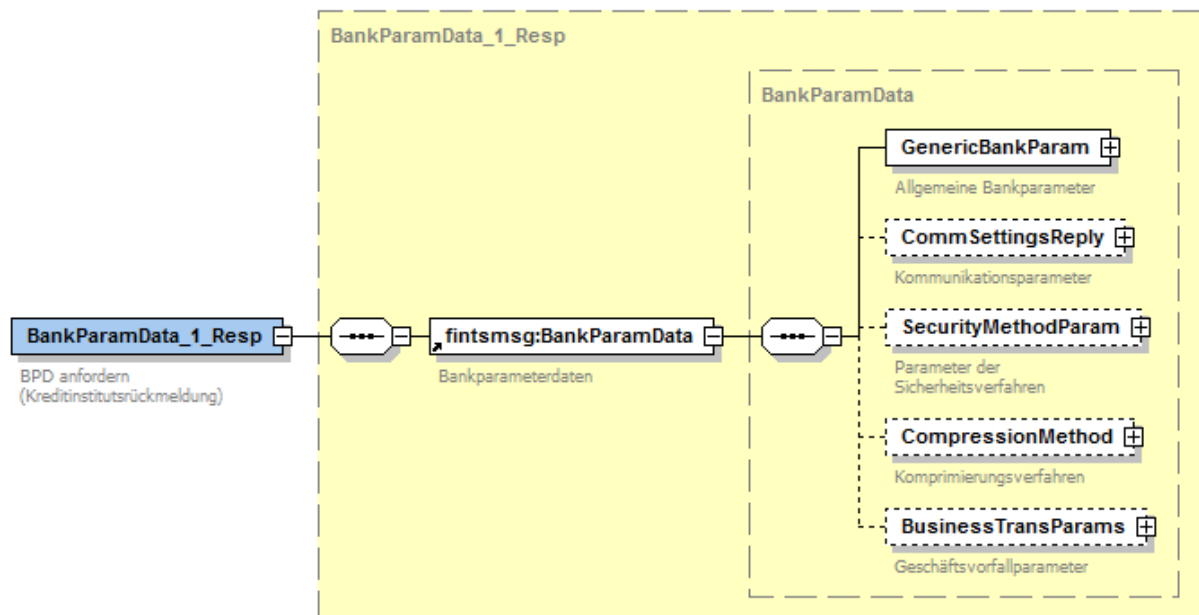 BankParamData_1_Resp
BankParamData
GenericBankParam
Allgemeine Bankparameter
CommSettingsReply
Kommunikationsparameter
BankParamData_1_Resp
BPD anfordern
(Kreditinstitutsrückmeldung)
fintsmsg:BankParamData
Bankparameterdaten
SecurityMethodParam
Parameter der
Sicherheitsverfahren
CompressionMethod
Komprimierungsverfahren
BusinessTransParams
Geschäftsvorfallparameter